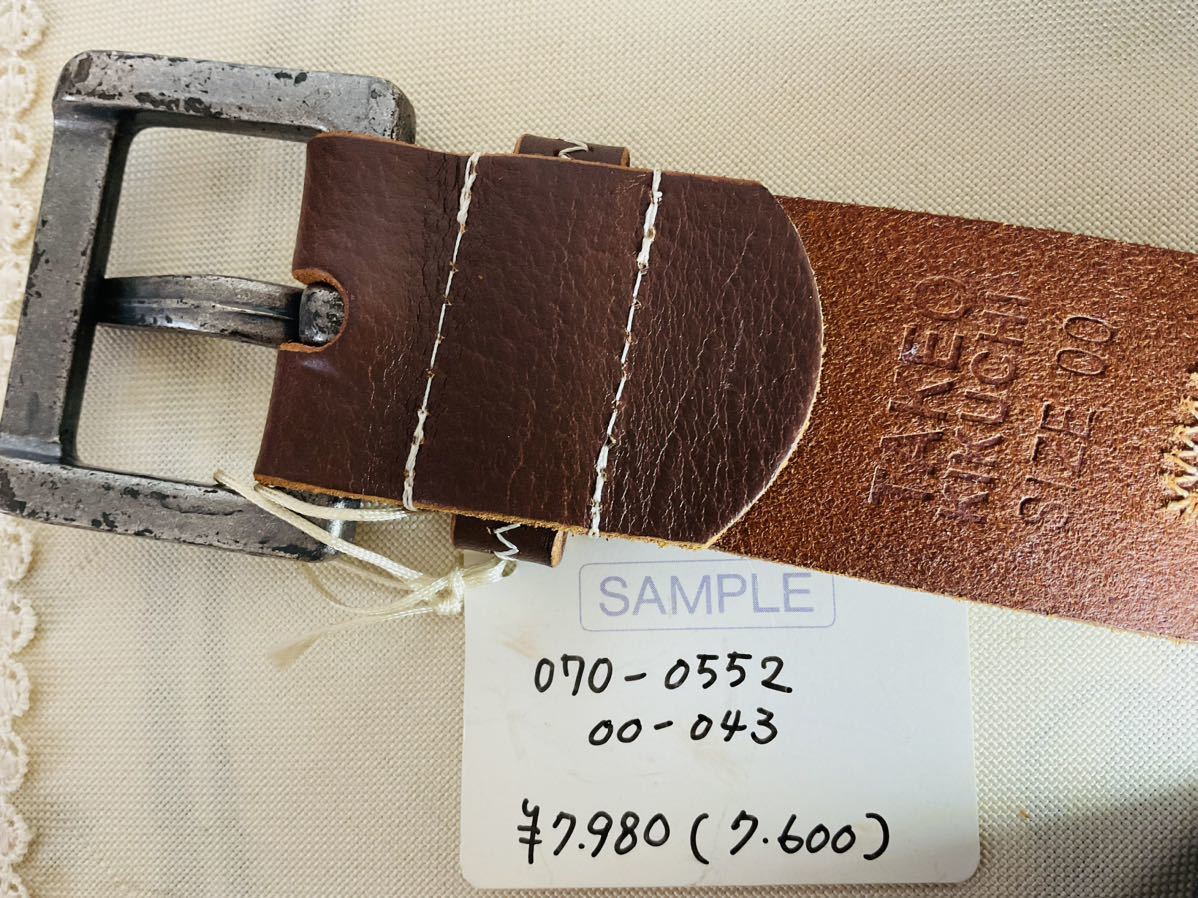 TAKEO
KIKUCHI
SIZE 00
SAMPLE
070-0552
00-043
¥7.980(7.600)